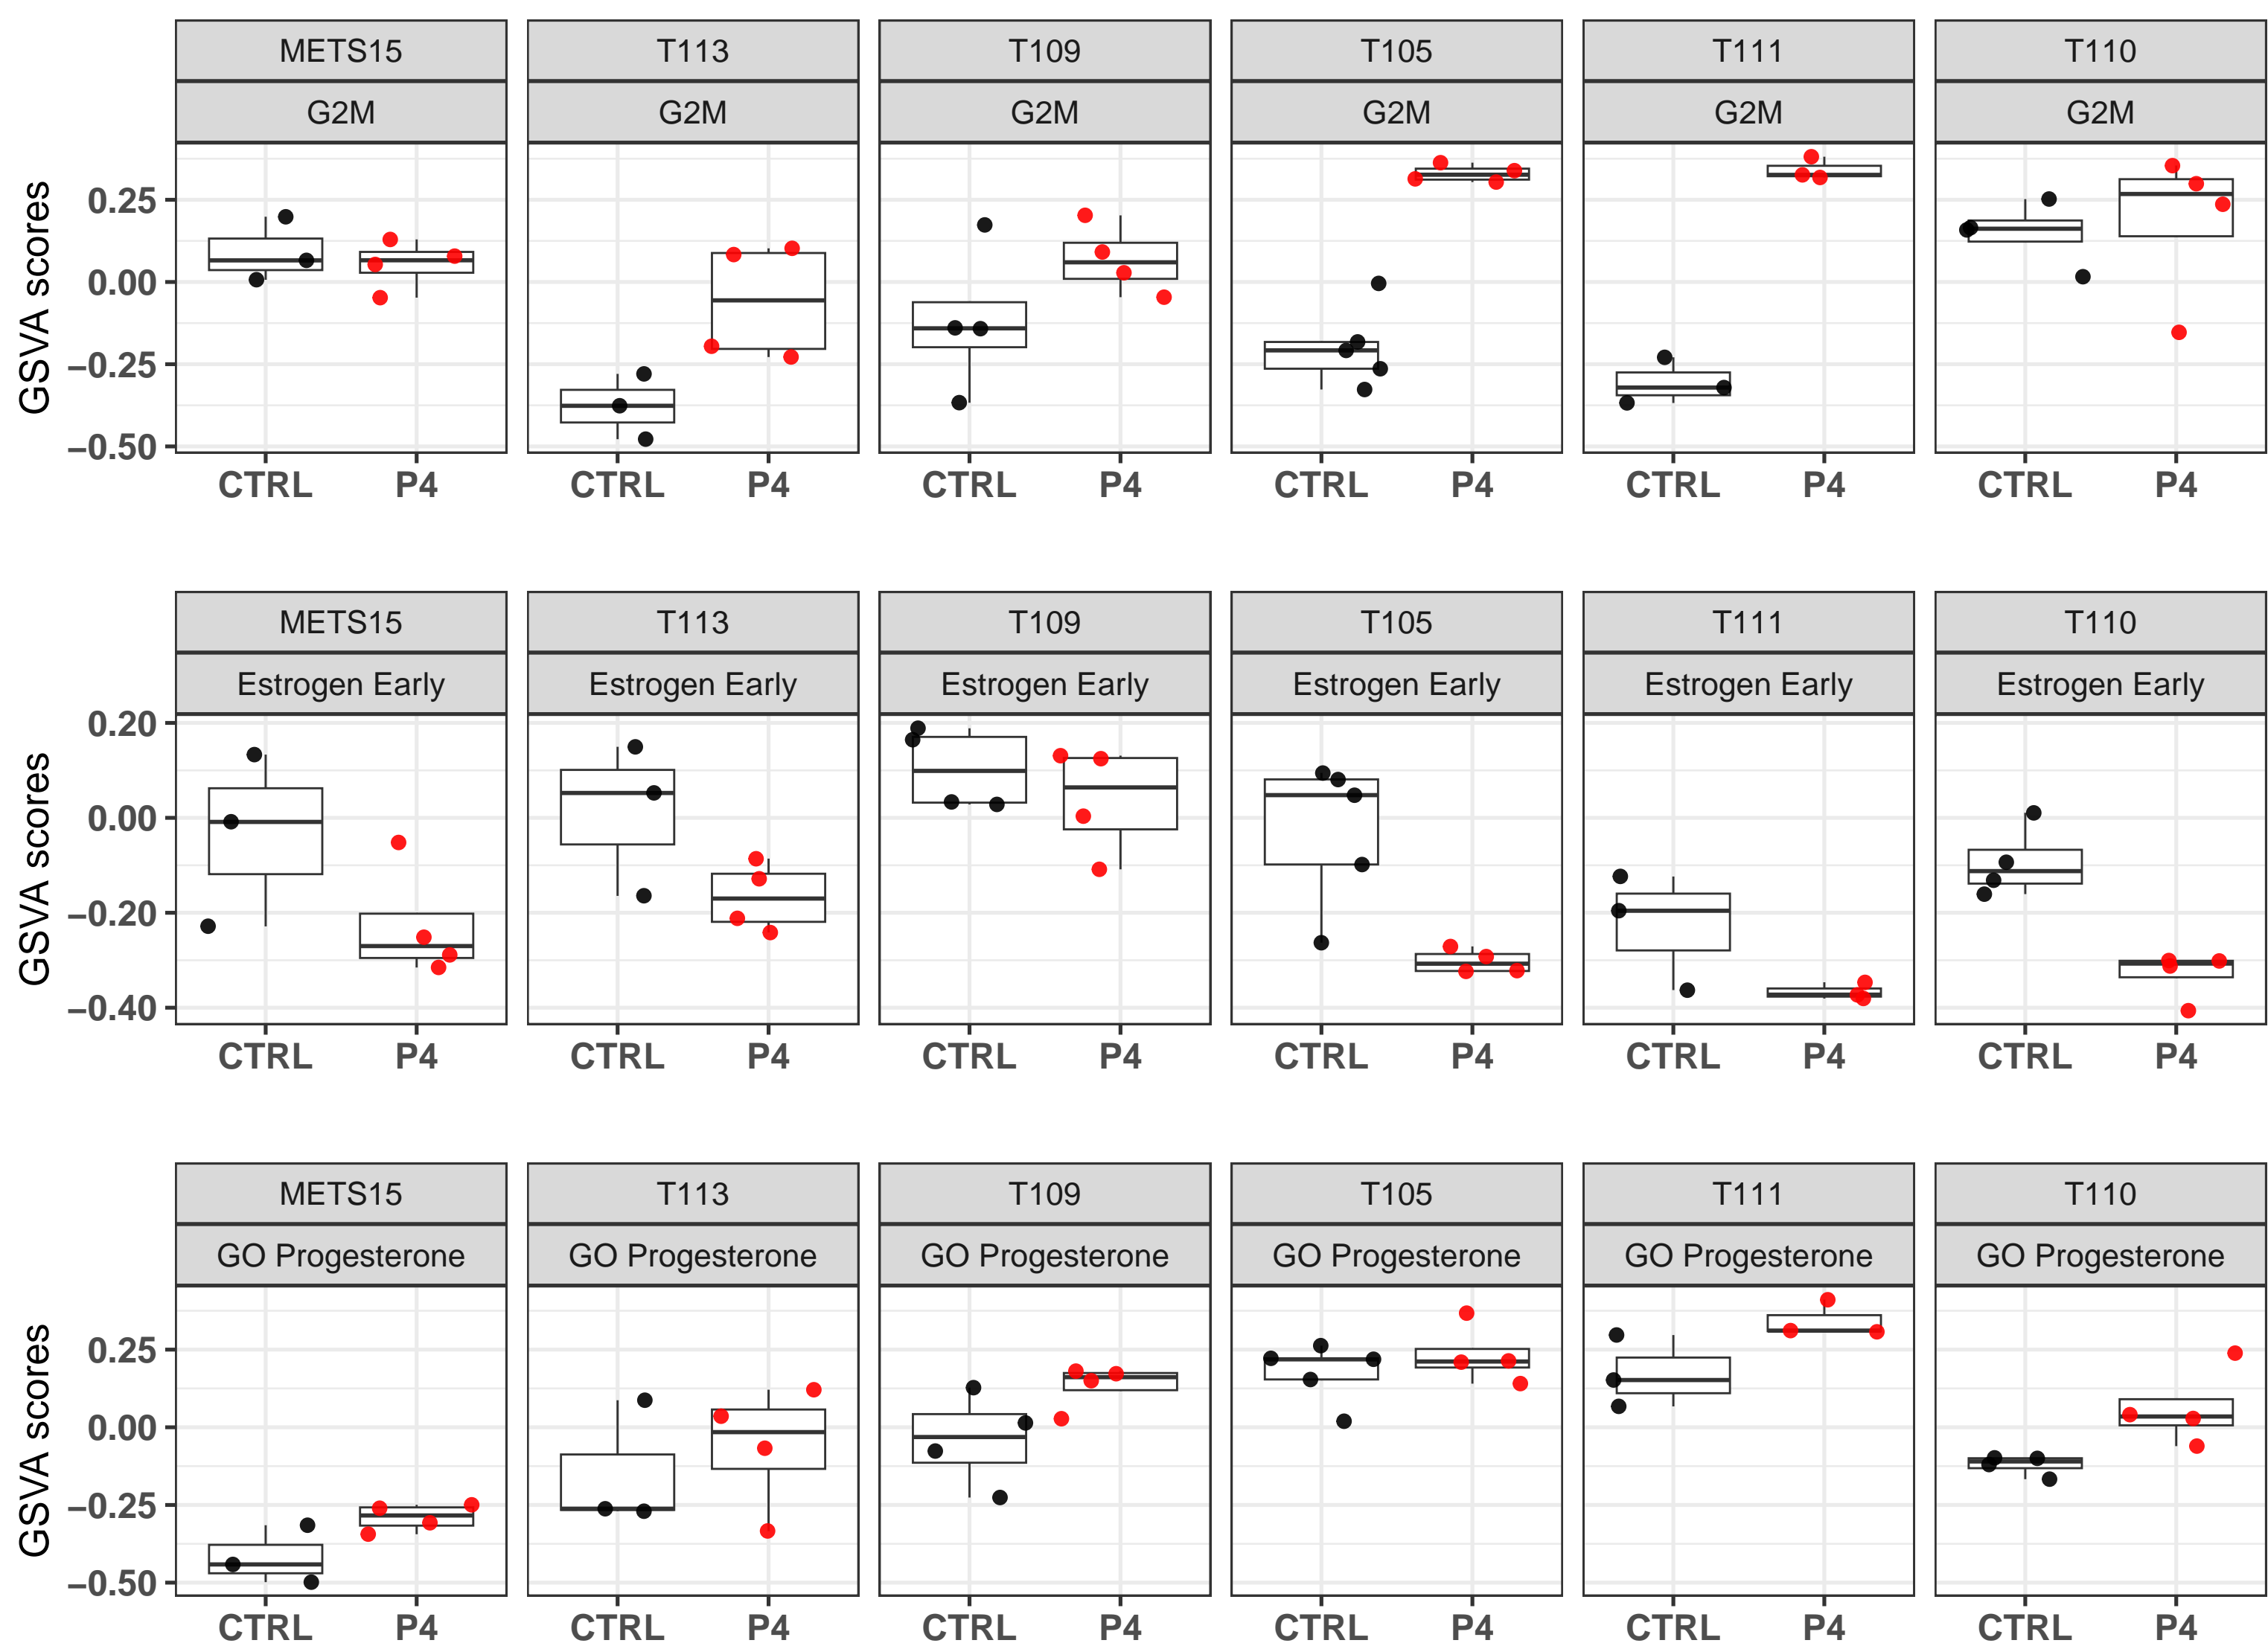 METS15 T113 T109 T105 T111 T110
G2M G2M G2M G2M G2M G2M
GSVA scores
0.25
0.00
−0.25
−0.50
CTRL P4 CTRL P4 CTRL P4 CTRL P4 CTRL P4 CTRL P4
METS15 T113 T109 T105 T111 T110
Estrogen Early Estrogen Early Estrogen Early Estrogen Early Estrogen Early Estrogen Early
GSVA scores
0.20
0.00
−0.20
−0.40
CTRL P4 CTRL P4 CTRL P4 CTRL P4 CTRL P4 CTRL P4
METS15 T113 T109 T105 T111 T110
GO Progesterone GO Progesterone GO Progesterone GO Progesterone GO Progesterone GO Progesterone
GSVA scores
0.25
0.00
−0.25
−0.50
CTRL P4 CTRL P4 CTRL P4 CTRL P4 CTRL P4 CTRL P4